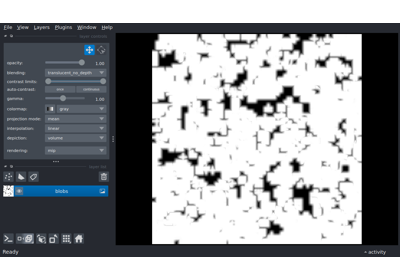 File View Layers Plugins Window Help
opacity: 1.00
blending: translucent_no_depth
contrast limits:
auto-contrast: once continuous
gamma: 1.00
colormap: gray
projection mode: mean
interpolation: linear
depiction: volume
rendering: mip
blobs
Ready
activity